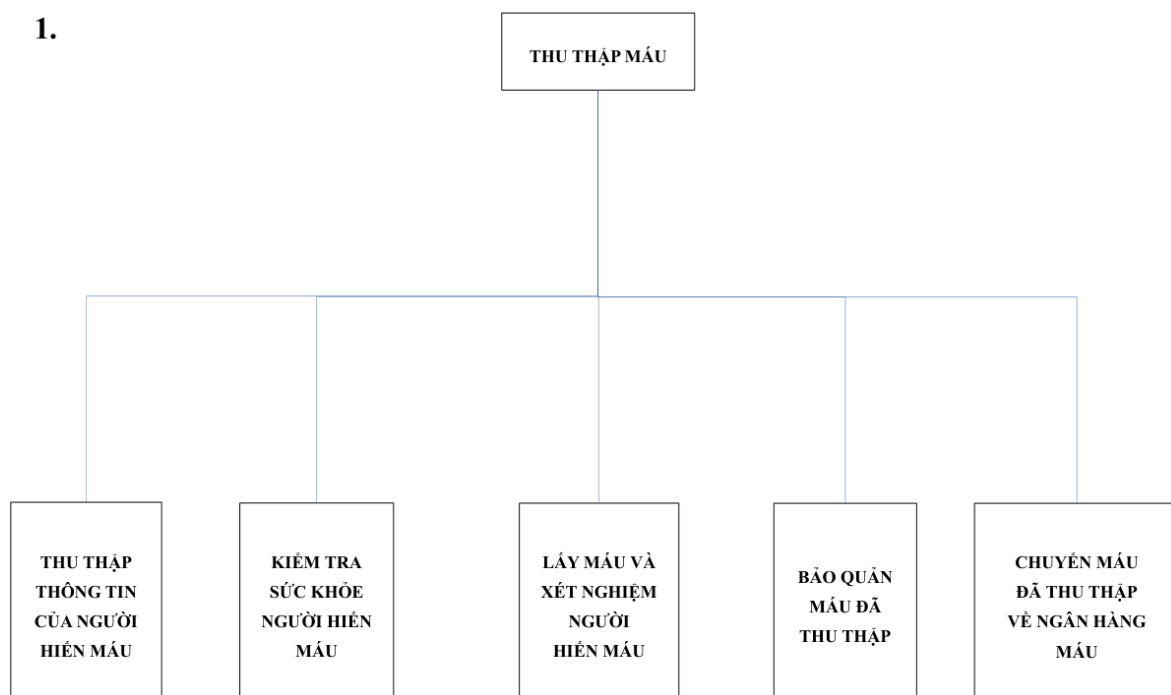 1.
THU THẬP MÁU
THU THẬP
THÔNG TIN
CỦA NGƯỜI
HIẾN MÁU
KIỂM TRA
SỨC KHỎE
NGƯỜI HIẾN
MÁU
LẤY MÁU VÀ
XÉT NGHIỆM
NGƯỜI
HIẾN MÁU
BẢO QUẢN
MÁU ĐÃ
THU THẬP
CHUYỂN MÁU
ĐÃ THU THẬP
VỀ NGÂN HÀNG
MÁU